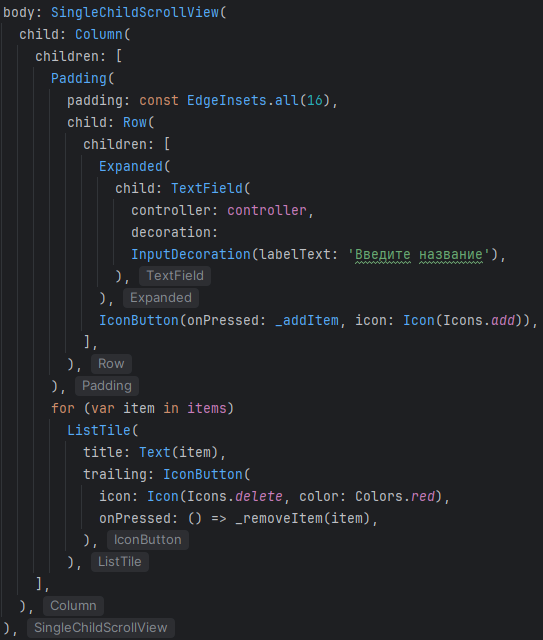 body: SingleChildScrollView(
  child: Column(
    children: [
      Padding(
        padding: const EdgeInsets.all(16),
        child: Row(
          children: [
            Expanded(
              child: TextField(
                controller: controller,
                decoration:
                InputDecoration(labelText: 'Введите название'),
              ), TextField
            ), Expanded
            IconButton(onPressed: _addItem, icon: Icon(Icons.add)),
          ],
        ), Row
      ), Padding
      for (var item in items)
        ListTile(
          title: Text(item),
          trailing: IconButton(
            icon: Icon(Icons.delete, color: Colors.red),
            onPressed: () => _removeItem(item),
          ), IconButton
        ), ListTile
    ],
  ), Column
), SingleChildScrollView